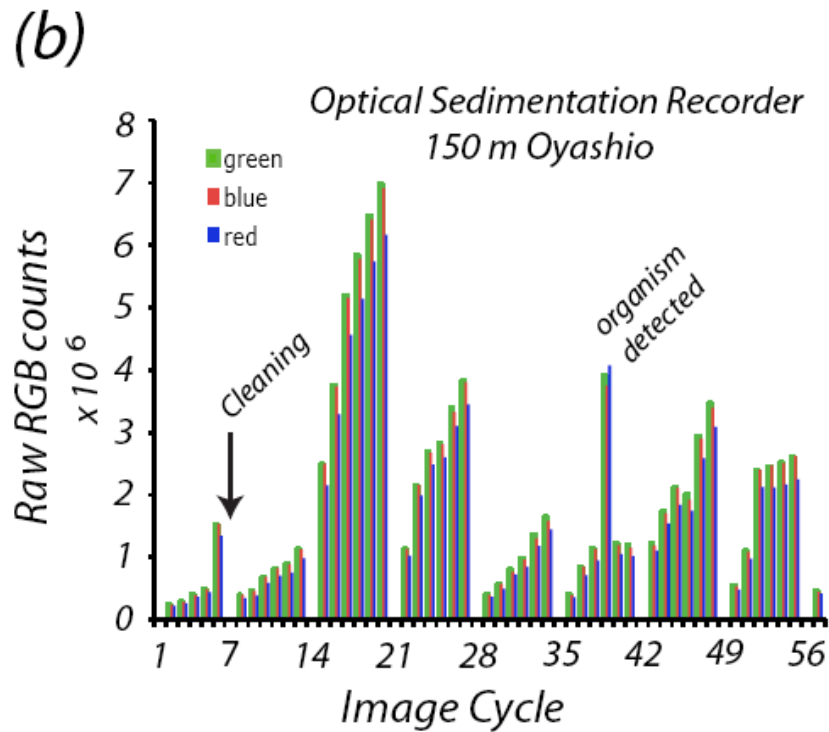 (b)
Optical Sedimentation Recorder
150 m Oyashio
green
blue
red
Raw RGB counts
x 10 6
8
7
6
5
4
3
2
1
0
Cleaning
organism
detected
1 7 14 21 28 35 42 49 56
Image Cycle